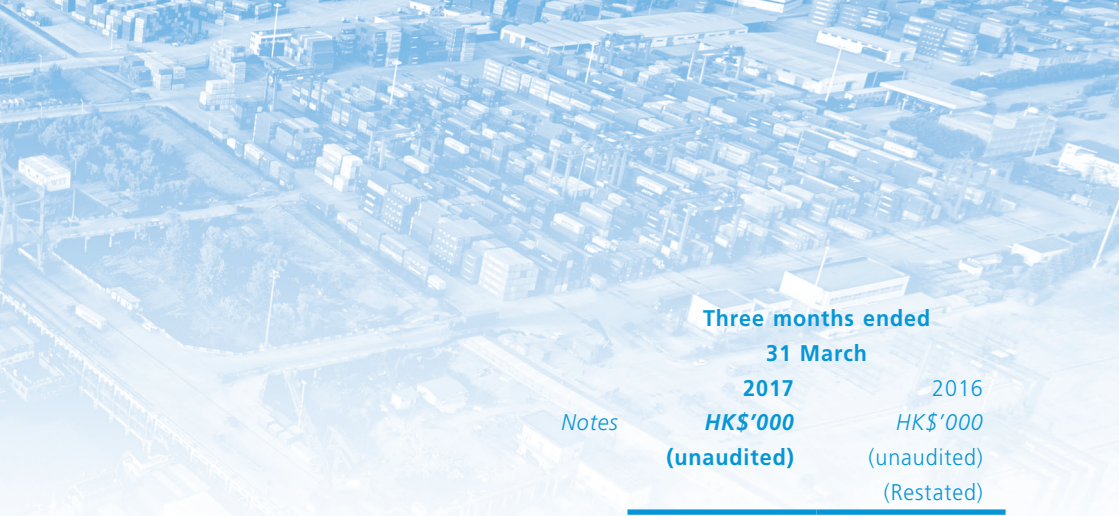 Three months ended
31 March
2017 2016
Notes HK$'000 HK$'000
(unaudited) (unaudited)
(Restated)